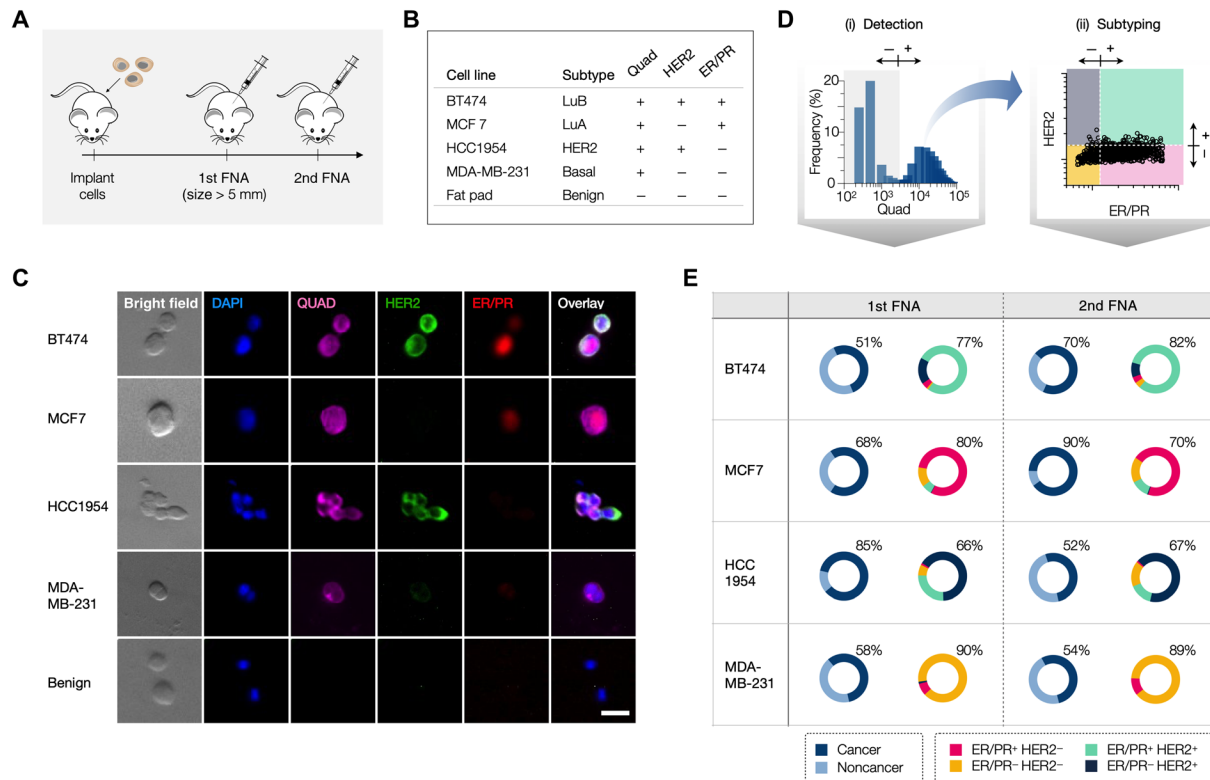 A
Implant
cells
1st FNA
(size >5 mm)
2nd FNA
B
Cell line Subtype Quad HER2 ER/PR
BT474 LuB + + +
MCF 7 LuA + − +
HCC1954 HER2 + + −
MDA-MB-231 Basal + − −
Fat pad Benign − − −
C
Bright field DAPI QUAD HER2 ER/PR Overlay
BT474
MCF7
HCC1954
MDA-
MB-231
Benign
D
(i) Detection
− +
Frequency (%)
20
10
0
10² 10³ 10⁴ 10⁵
Quad
(ii) Subtyping
− +
HER2
+
−
ER/PR
E
1st FNA 2nd FNA
BT474 51% 77% 70% 82%
MCF7 68% 80% 90% 70%
HCC
1954
85% 66% 52% 67%
MDA-
MB-231
58% 90% 54% 89%
Cancer
Noncancer
ER/PR⁺ HER2⁻ ER/PR⁺ HER2⁺
ER/PR⁻ HER2⁻ ER/PR⁻ HER2⁺